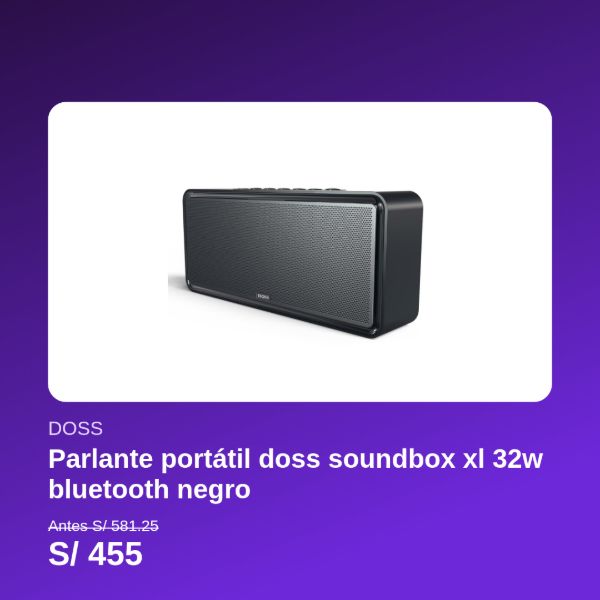 DOSS
Parlante portátil doss soundbox xl 32w
bluetooth negro
Antes S/ 581.25
S/ 455